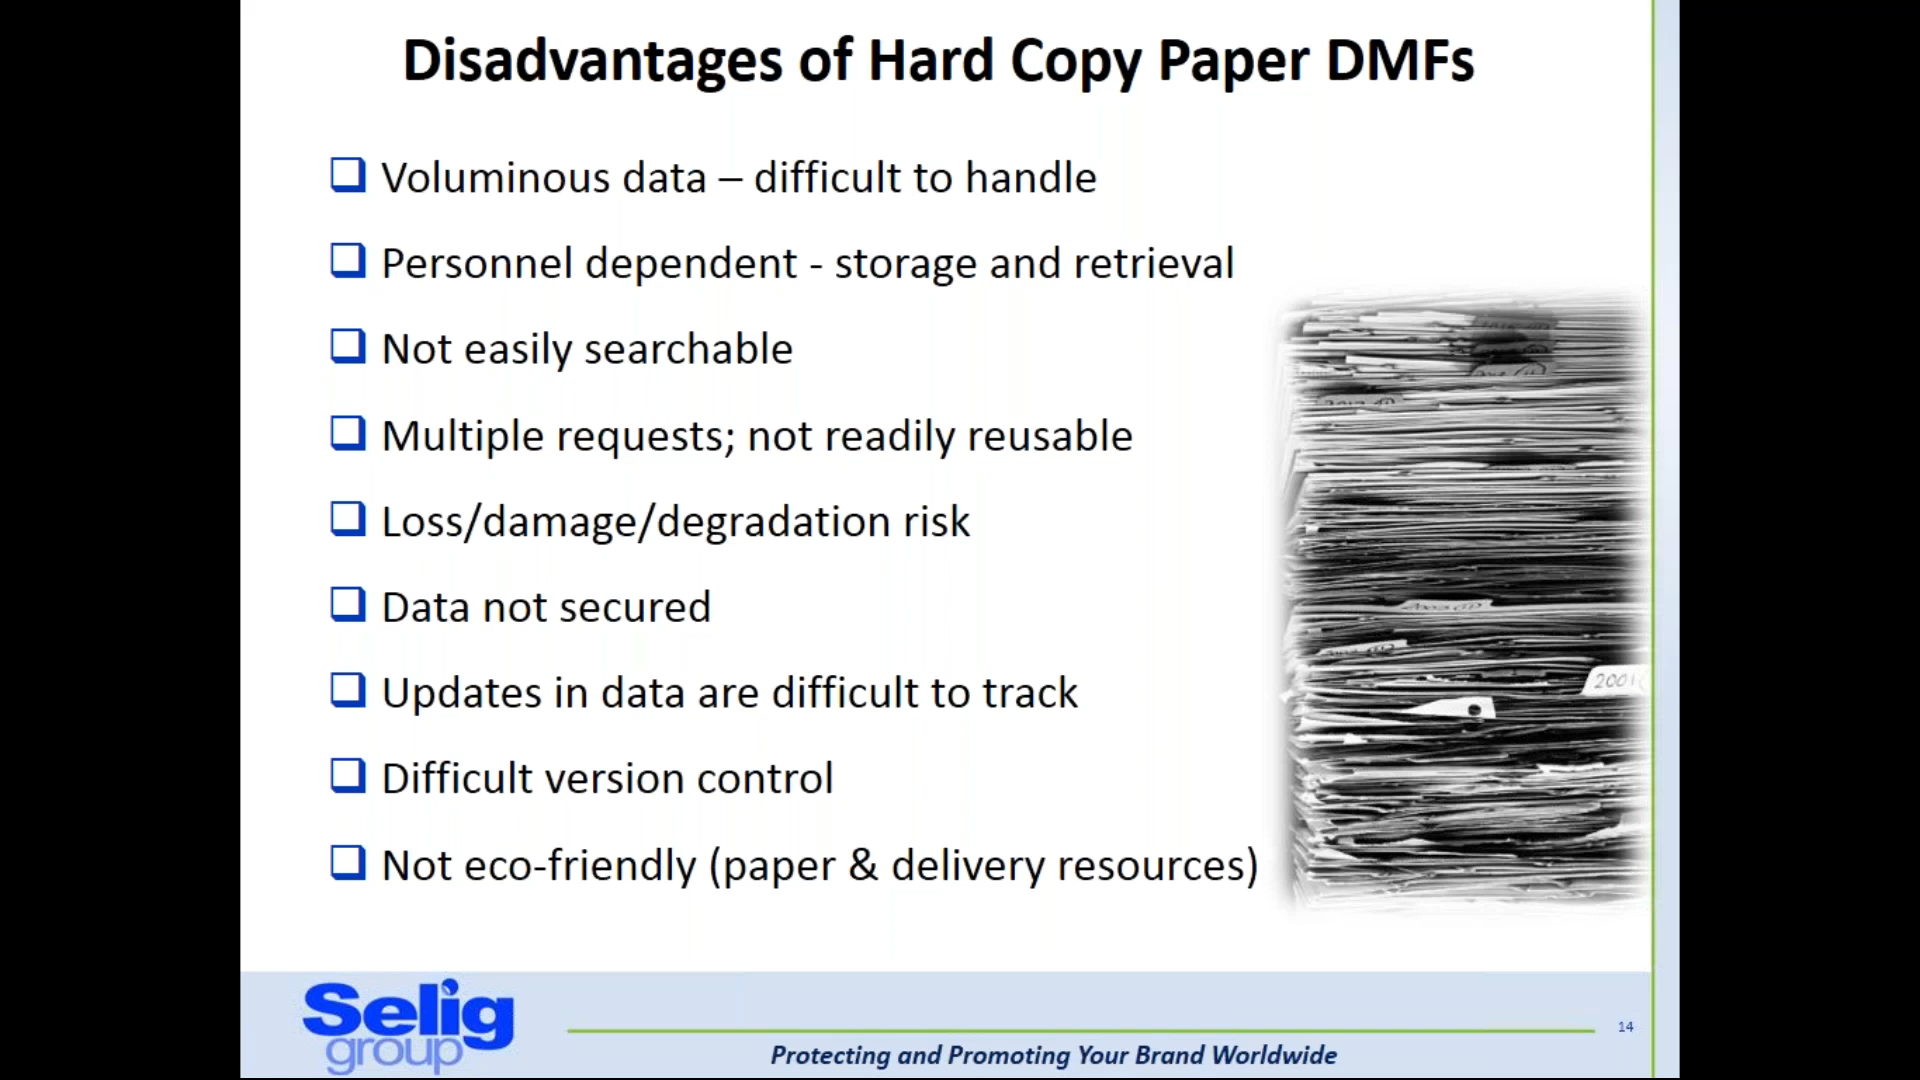 Disadvantages of Hard Copy Paper DMFs
Voluminous data – difficult to handle
Personnel dependent - storage and retrieval
Not easily searchable
Multiple requests; not readily reusable
Loss/damage/degradation risk
Data not secured
Updates in data are difficult to track
Difficult version control
Not eco-friendly (paper & delivery resources)
2001
Selig
group
14
Protecting and Promoting Your Brand Worldwide